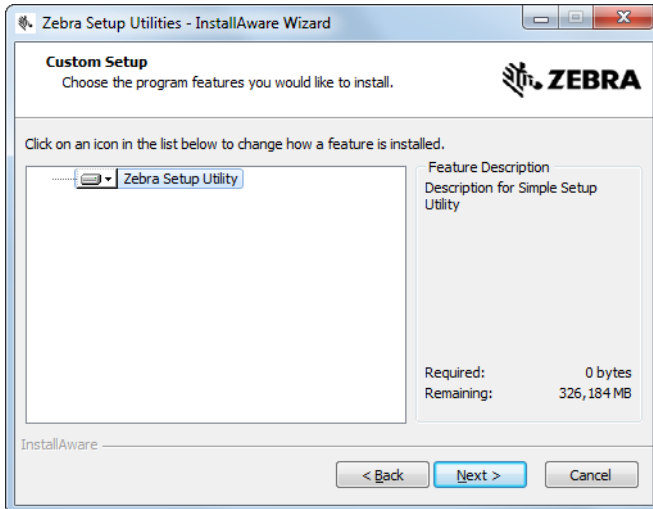 Zebra Setup Utilities - InstallAware Wizard
Custom Setup
Choose the program features you would like to install.
ZEBRA
Click on an icon in the list below to change how a feature is installed.
Zebra Setup Utility
Feature Description
Description for Simple Setup
Utility
Required: 0 bytes
Remaining: 326,184 MB
InstallAware
< Back Next > Cancel